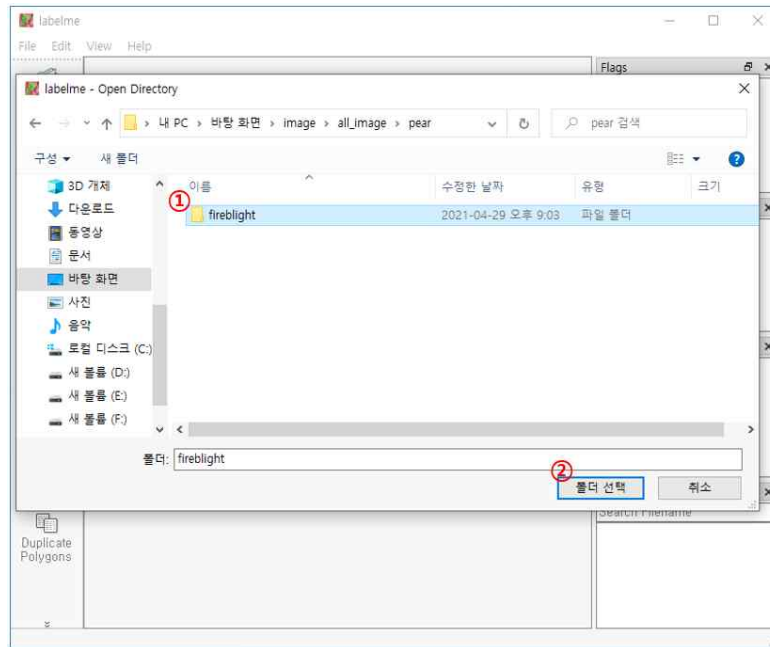 labelme
File Edit View Help
Flags
labelme - Open Directory
내 PC › 바탕 화면 › image › all_image › pear
pear 검색
구성 새 폴더
이름 수정한 날짜 유형 크기
① fireblight 2021-04-29 오후 9:03 파일 폴더
3D 개체
다운로드
동영상
문서
바탕 화면
사진
음악
로컬 디스크 (C:)
새 볼륨 (D:)
새 볼륨 (E:)
새 볼륨 (F:)
폴더: fireblight
② 폴더 선택 취소
Search Filename
Duplicate
Polygons